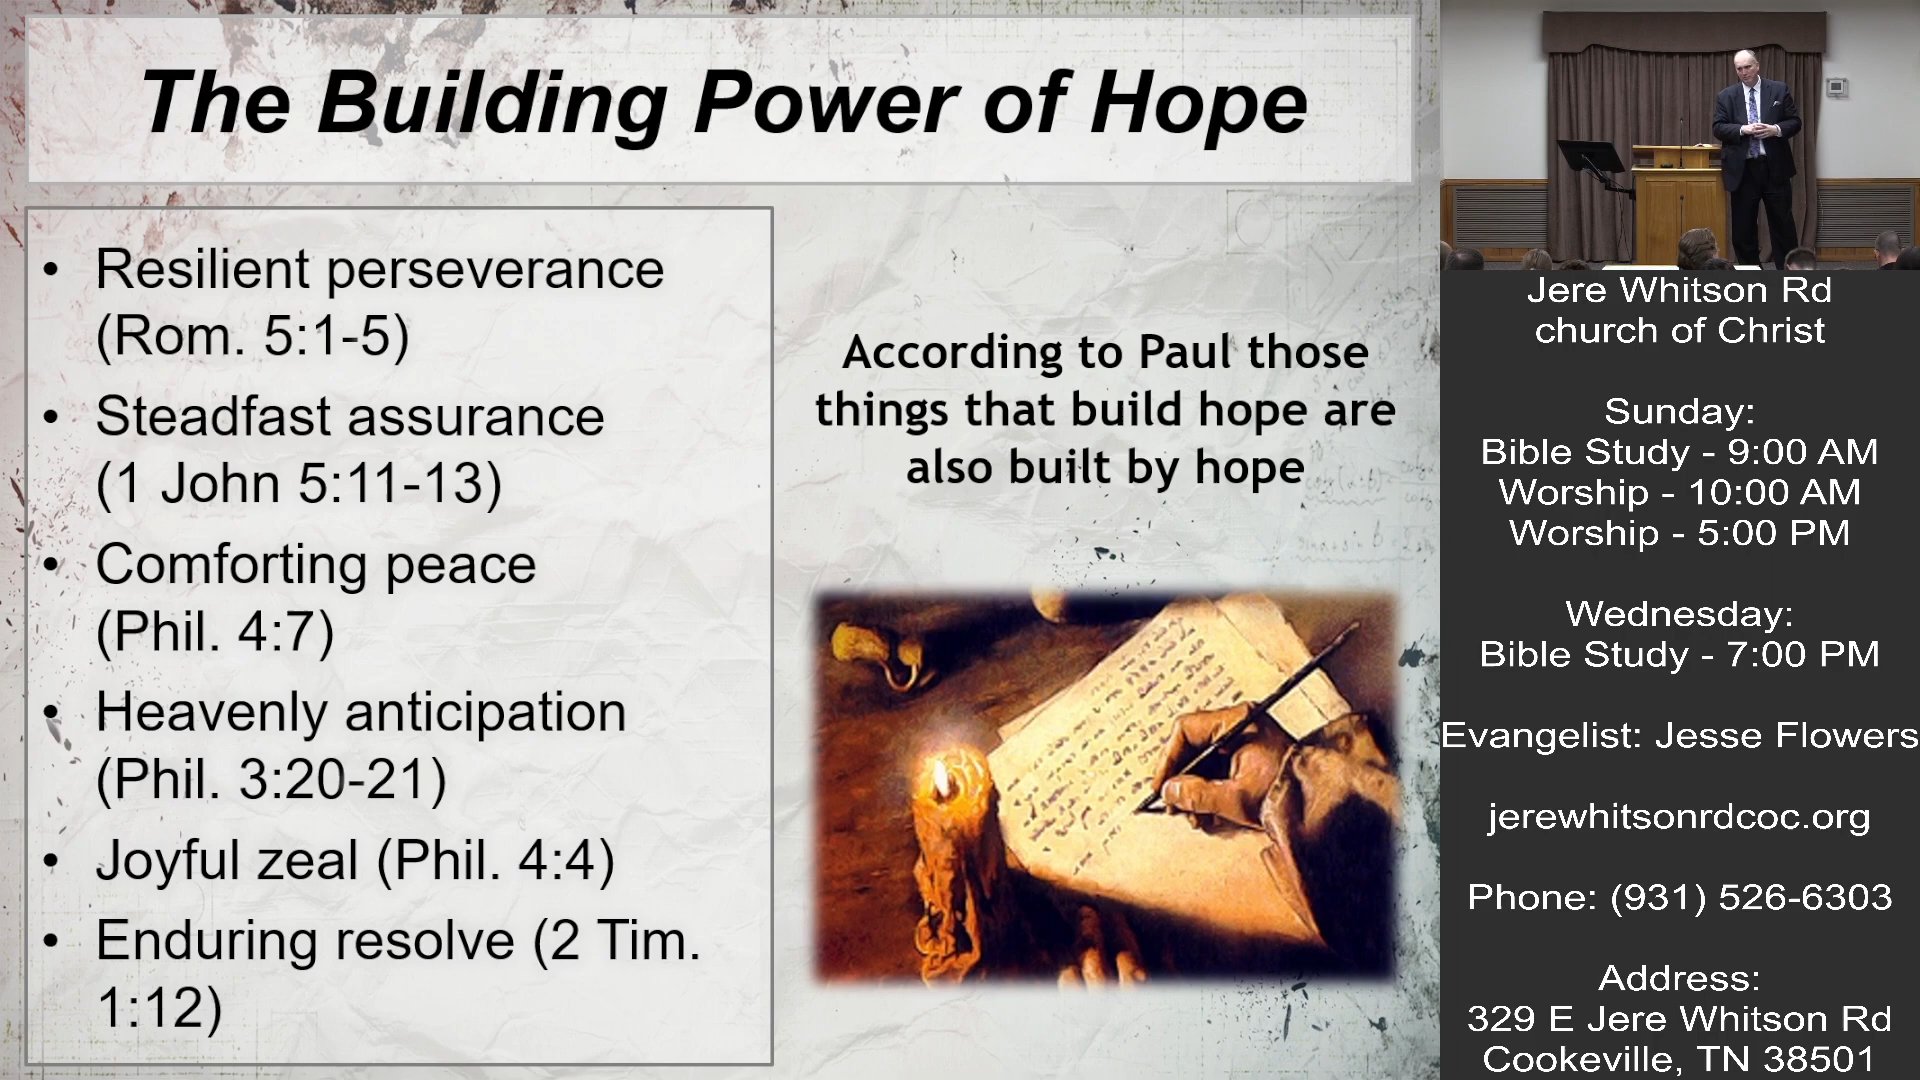 The Building Power of Hope
• Resilient perseverance
(Rom. 5:1-5)
• Steadfast assurance
(1 John 5:11-13)
• Comforting peace
(Phil. 4:7)
• Heavenly anticipation
(Phil. 3:20-21)
• Joyful zeal (Phil. 4:4)
• Enduring resolve (2 Tim.
1:12)
According to Paul those
things that build hope are
also built by hope
Jere Whitson Rd
church of Christ
Sunday:
Bible Study - 9:00 AM
Worship - 10:00 AM
Worship - 5:00 PM
Wednesday:
Bible Study - 7:00 PM
Evangelist: Jesse Flowers
jerewhitsonrdcoc.org
Phone: (931) 526-6303
Address:
329 E Jere Whitson Rd
Cookeville, TN 38501